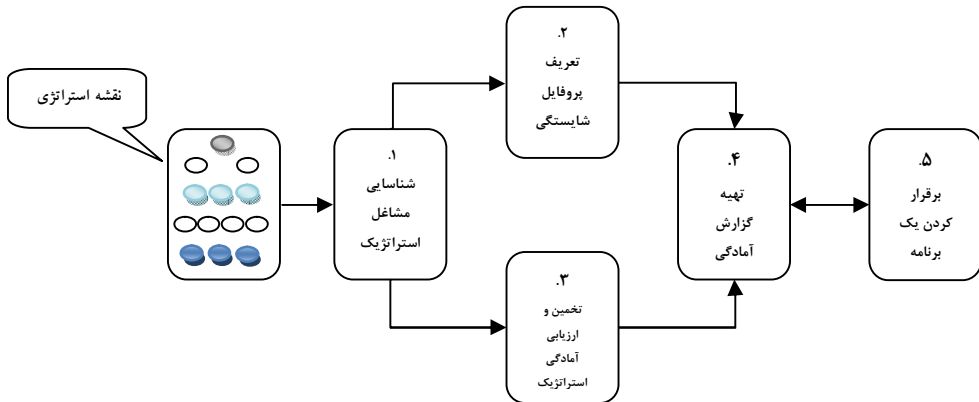 نقشه استراتژی
۱.
شناسایی
مشاغل
استراتژیک
۲.
تعریف
پروفایل
شایستگی
۳.
تخمین و
ارزیابی
آمادگی
استراتژیک
۴.
تهیه
گزارش
آمادگی
۵.
برقرار
کردن یک
برنامه